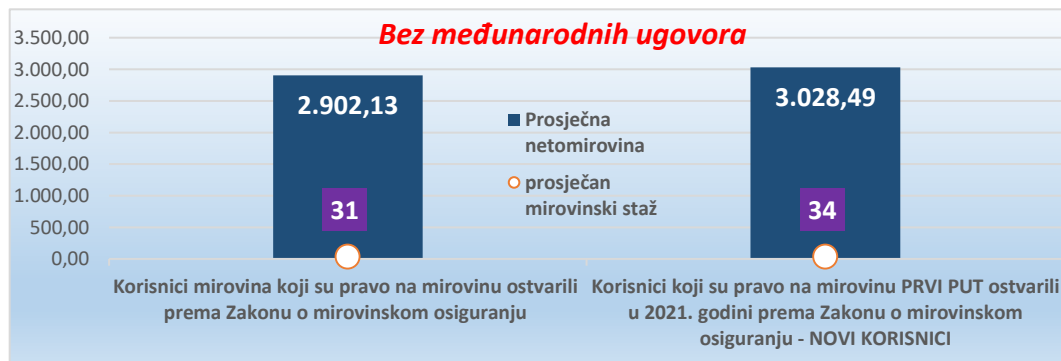 Bez međunarodnih ugovora
3.500,00
3.000,00
2.500,00
2.000,00
1.500,00
1.000,00
500,00
0,00
2.902,13
31
3.028,49
34
Prosječna
netomirovina
prosječan
mirovinski staž
Korisnici mirovina koji su pravo na mirovinu ostvarili
prema Zakonu o mirovinskom osiguranju
Korisnici koji su pravo na mirovinu PRVI PUT ostvarili
u 2021. godini prema Zakonu o mirovinskom
osiguranju - NOVI KORISNICI